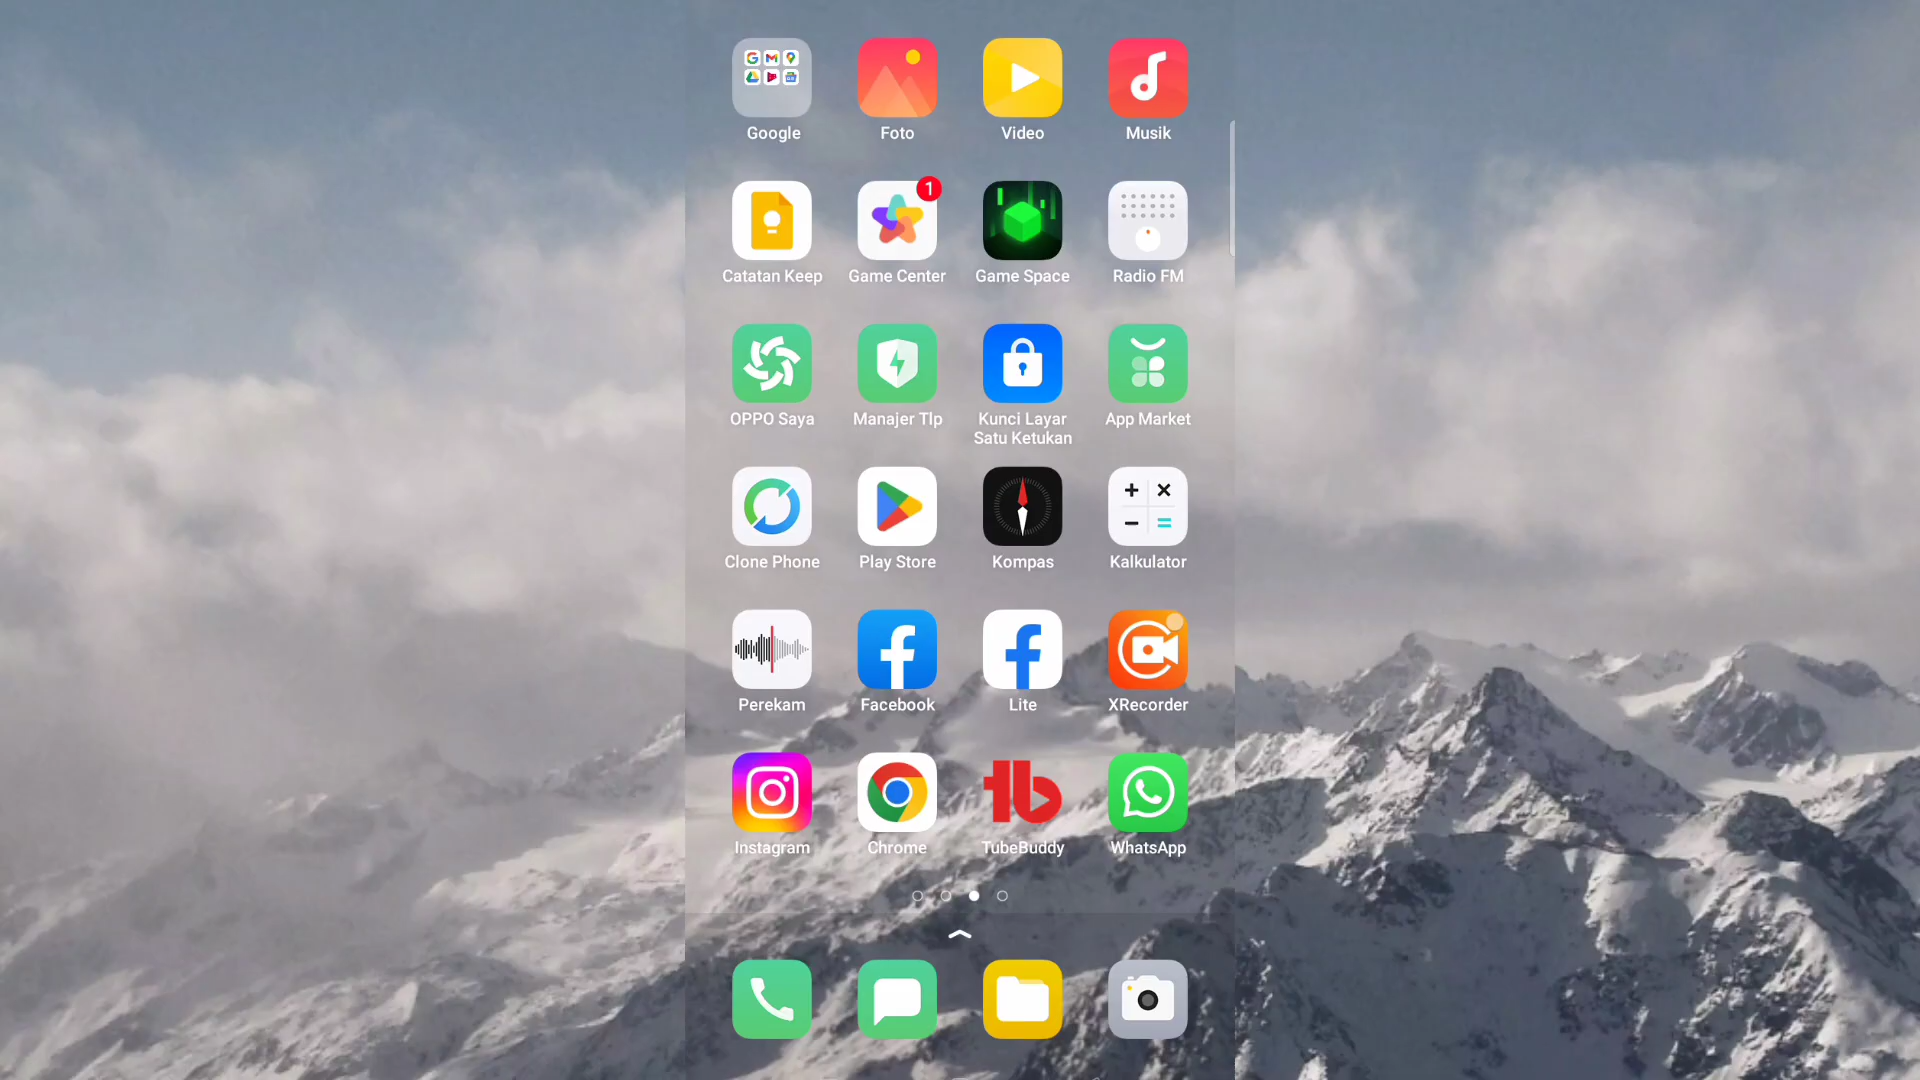 Google Foto Video Musik
1
Catatan Keep Game Center Game Space Radio FM
OPPO Saya Manajer Tlp Kunci Layar Satu Ketukan App Market
Clone Phone Play Store Kompas Kalkulator
Perekam Facebook Lite XRecorder
Instagram Chrome TubeBuddy WhatsApp